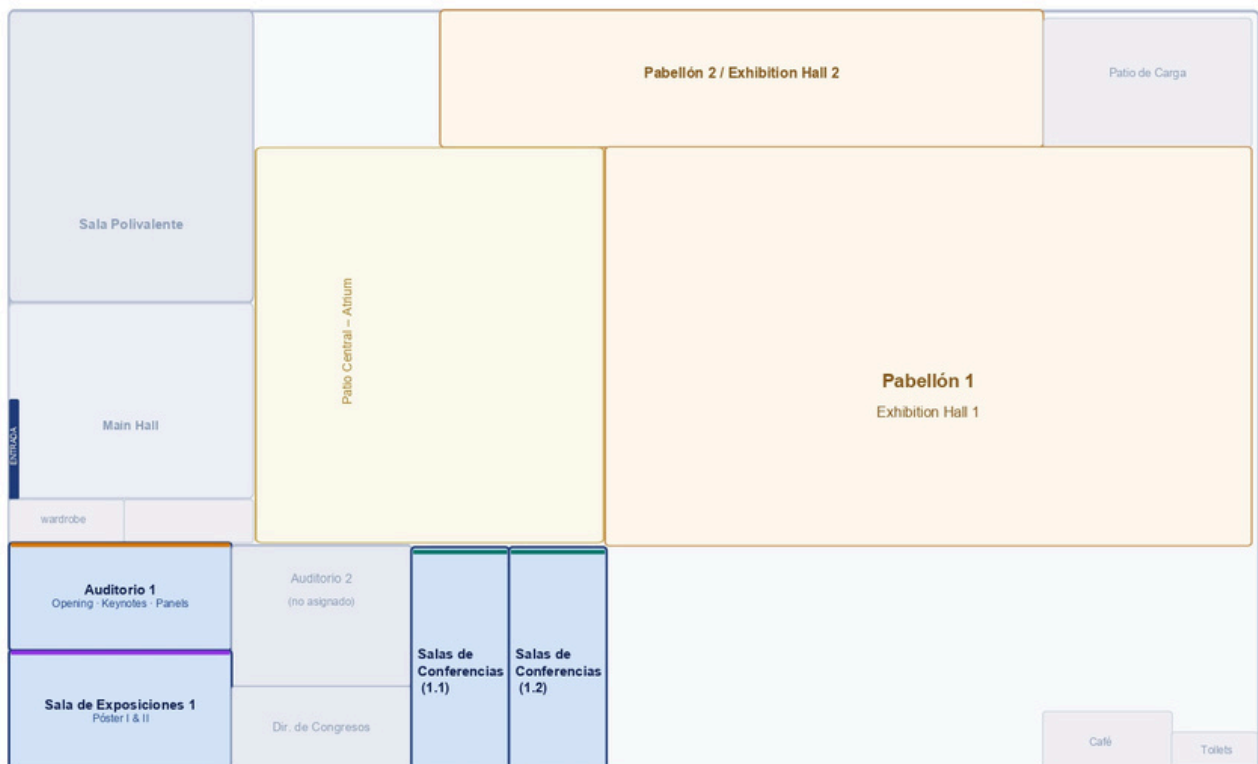 Pabellón 2 / Exhibition Hall 2
Patio de Carga
Sala Polivalente
Patio Central – Atrium
Pabellón 1
Exhibition Hall 1
Main Hall
ENTRADA
wardrobe
Auditorio 1
Opening · Keynotes · Panels
Auditorio 2
(no asignado)
Salas de
Conferencias
(1.1)
Salas de
Conferencias
(1.2)
Sala de Exposiciones 1
Póster I & II
Dir. de Congresos
Café
Toilets